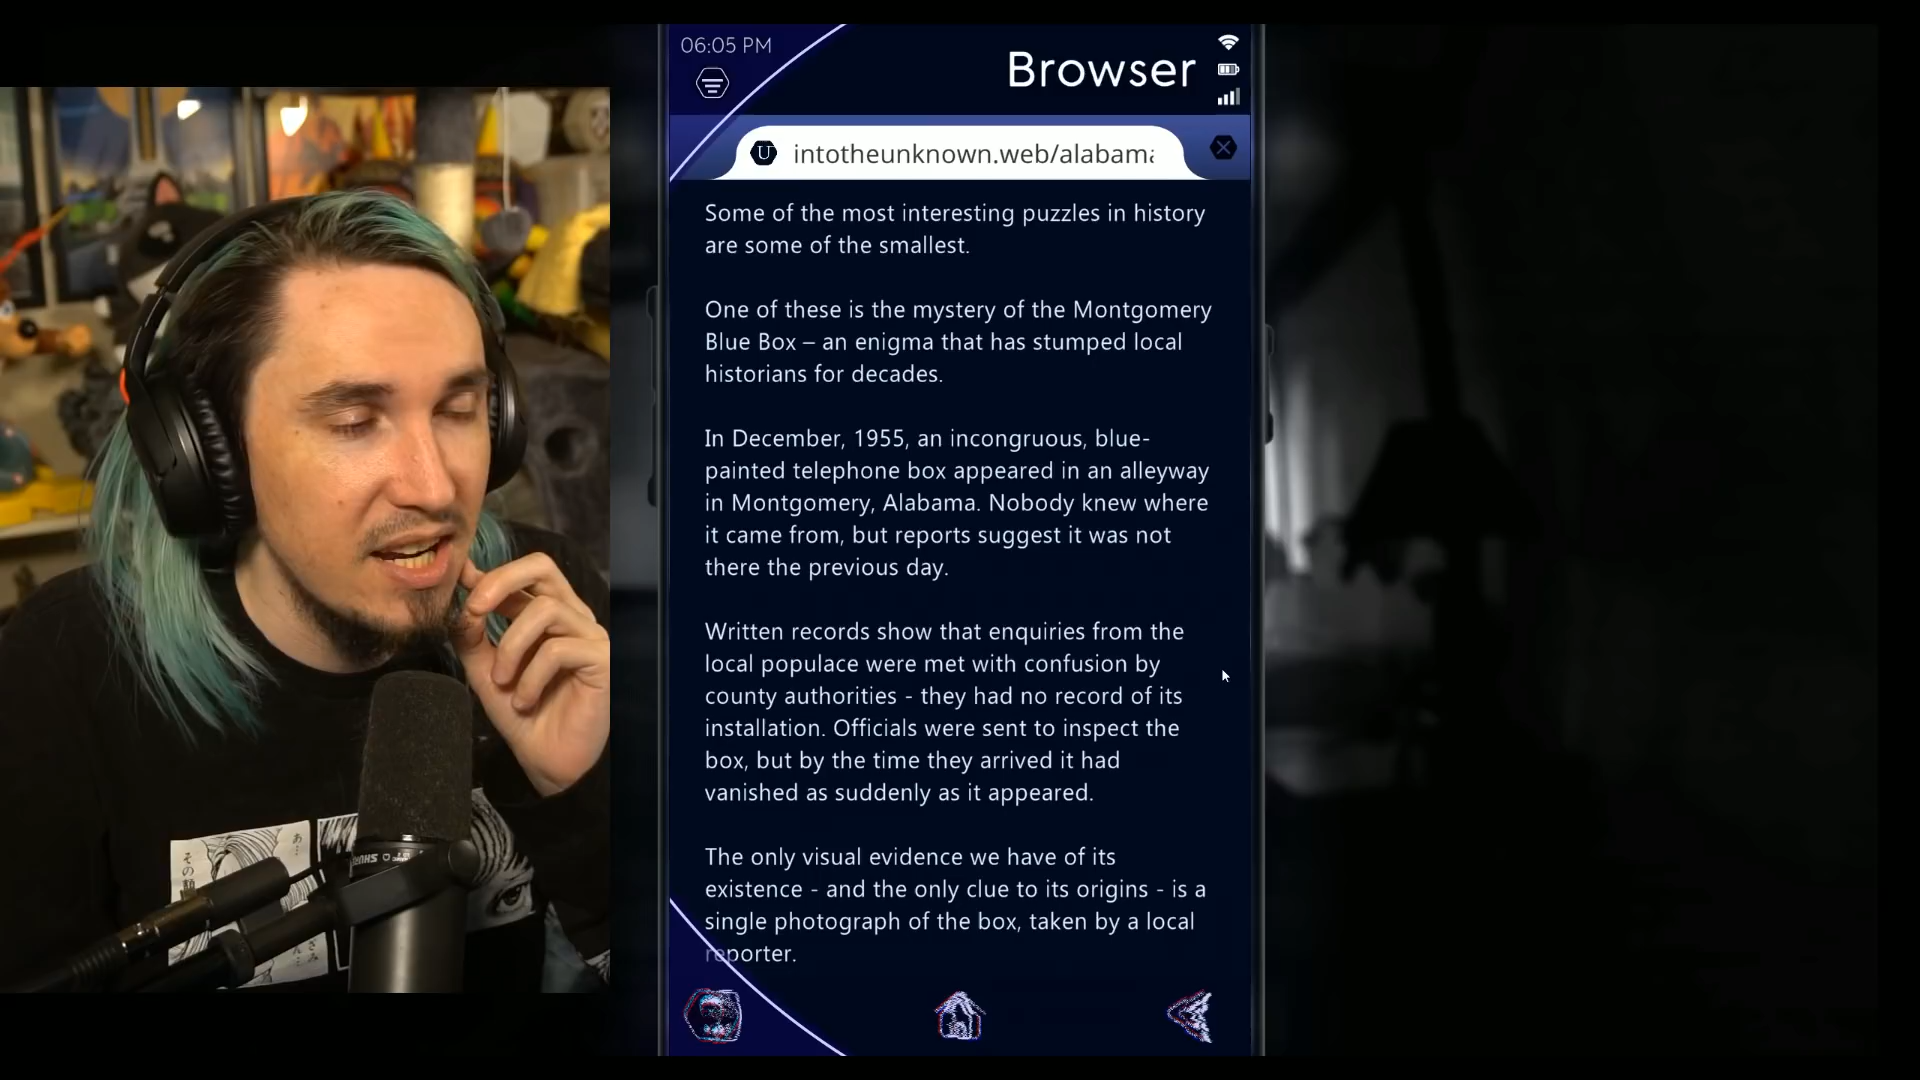 06:05 PM
Browser
U
intotheunknown.web/alabama
Some of the most interesting puzzles in history
are some of the smallest.
One of these is the mystery of the Montgomery
Blue Box – an enigma that has stumped local
historians for decades.
In December, 1955, an incongruous, blue-
painted telephone box appeared in an alleyway
in Montgomery, Alabama. Nobody knew where
it came from, but reports suggest it was not
there the previous day.
Written records show that enquiries from the
local populace were met with confusion by
county authorities - they had no record of its
installation. Officials were sent to inspect the
box, but by the time they arrived it had
vanished as suddenly as it appeared.
The only visual evidence we have of its
existence - and the only clue to its origins - is a
single photograph of the box, taken by a local
reporter.
SHURE